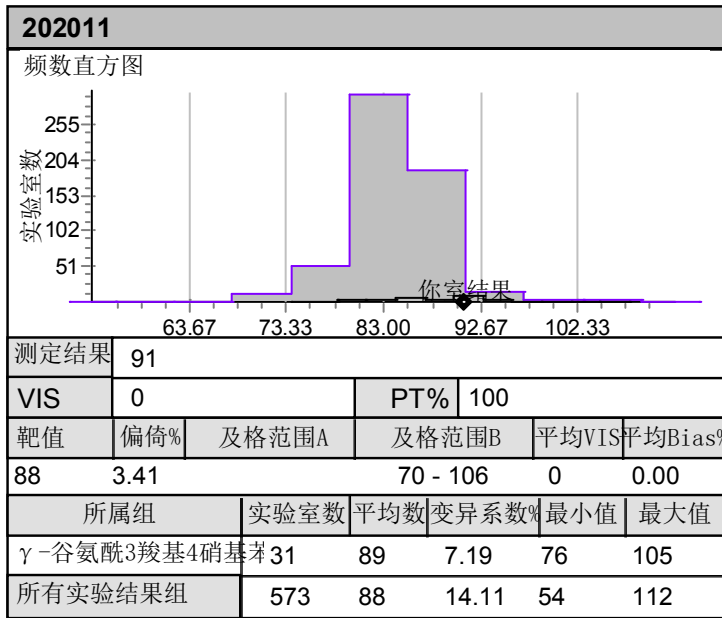 202011
频数直方图
实验室数
255
204
153
102
51
你室结果
63.67 73.33 83.00 92.67 102.33
测定结果 91
VIS 0 PT% 100
靶值 偏倚% 及格范围A 及格范围B 平均VIS 平均Bias%
88 3.41 70 - 106 0 0.00
所属组 实验室数 平均数 变异系数% 最小值 最大值
γ-谷氨酰3羧基4硝基苯 31 89 7.19 76 105
所有实验结果组 573 88 14.11 54 112